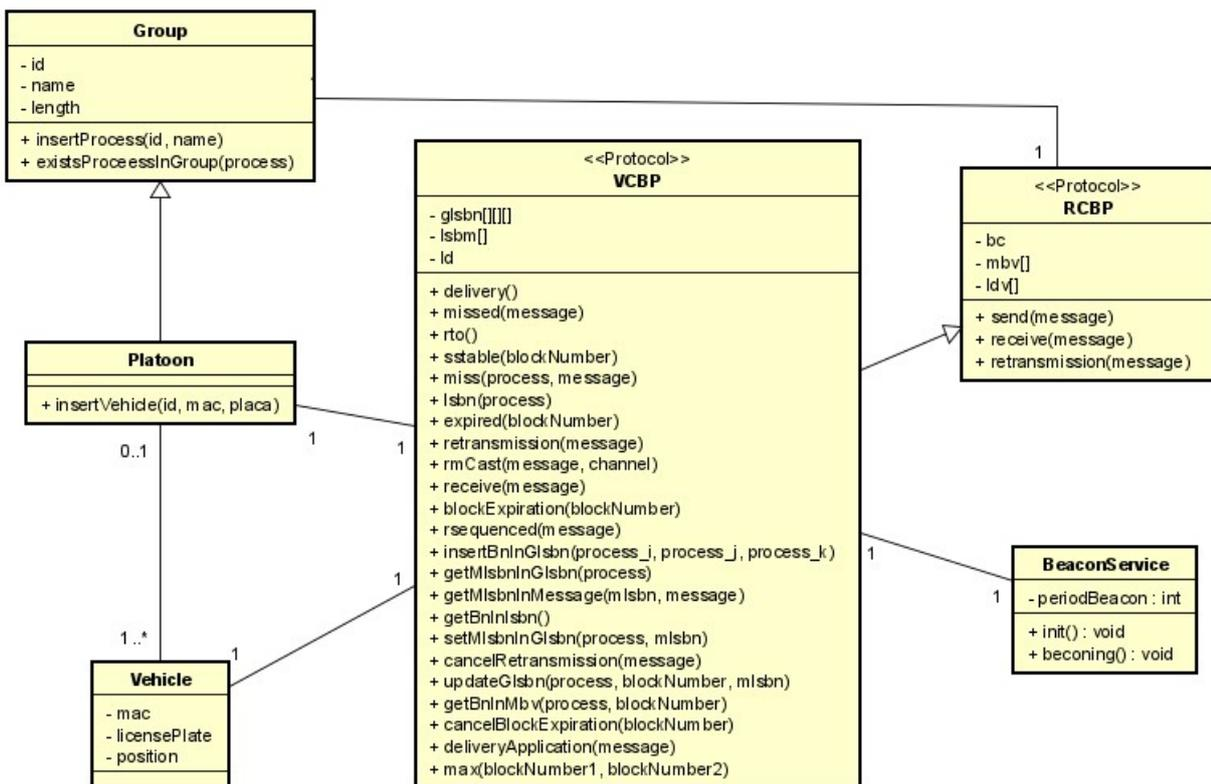 Group
- id
- name
- length
+ insertProcess(id, name)
+ existsProceessInGroup(process)
1
<<Protocol>>
RCBP
- bc
- mbv[]
- ldv[]
+ send(message)
+ receive(message)
+ retransmission(message)
<<Protocol>>
VCBP
- glsbn[][][]
- lsbm[]
- ld
+ delivery()
+ missed(message)
+ rto()
+ sstable(blockNumber)
+ miss(process, message)
+ lsbn(process)
+ expired(blockNumber)
+ retransmission(message)
+ rmCast(message, channel)
+ receive(message)
+ blockExpiration(blockNumber)
+ rsequenced(message)
+ insertBnInGlsbn(process_i, process_j, process_k)
+ getMlsbnInGlsbn(process)
+ getMlsbnInMessage(mlsbn, message)
+ getBnInlsbn()
+ setMlsbnInGlsbn(process, mlsbn)
+ cancelRetransmission(message)
+ updateGlsbn(process, blockNumber, mlsbn)
+ getBnInMbv(process, blockNumber)
+ cancelBlockExpiration(blockNumber)
+ deliveryApplication(message)
+ max(blockNumber1, blockNumber2)
Platoon
+ insertVehicle(id, mac, placa)
1
1
0..1
1
1..*
1
Vehicle
- mac
- licensePlate
- position
1
1
BeaconService
- periodBeacon : int
+ init() : void
+ beconing() : void